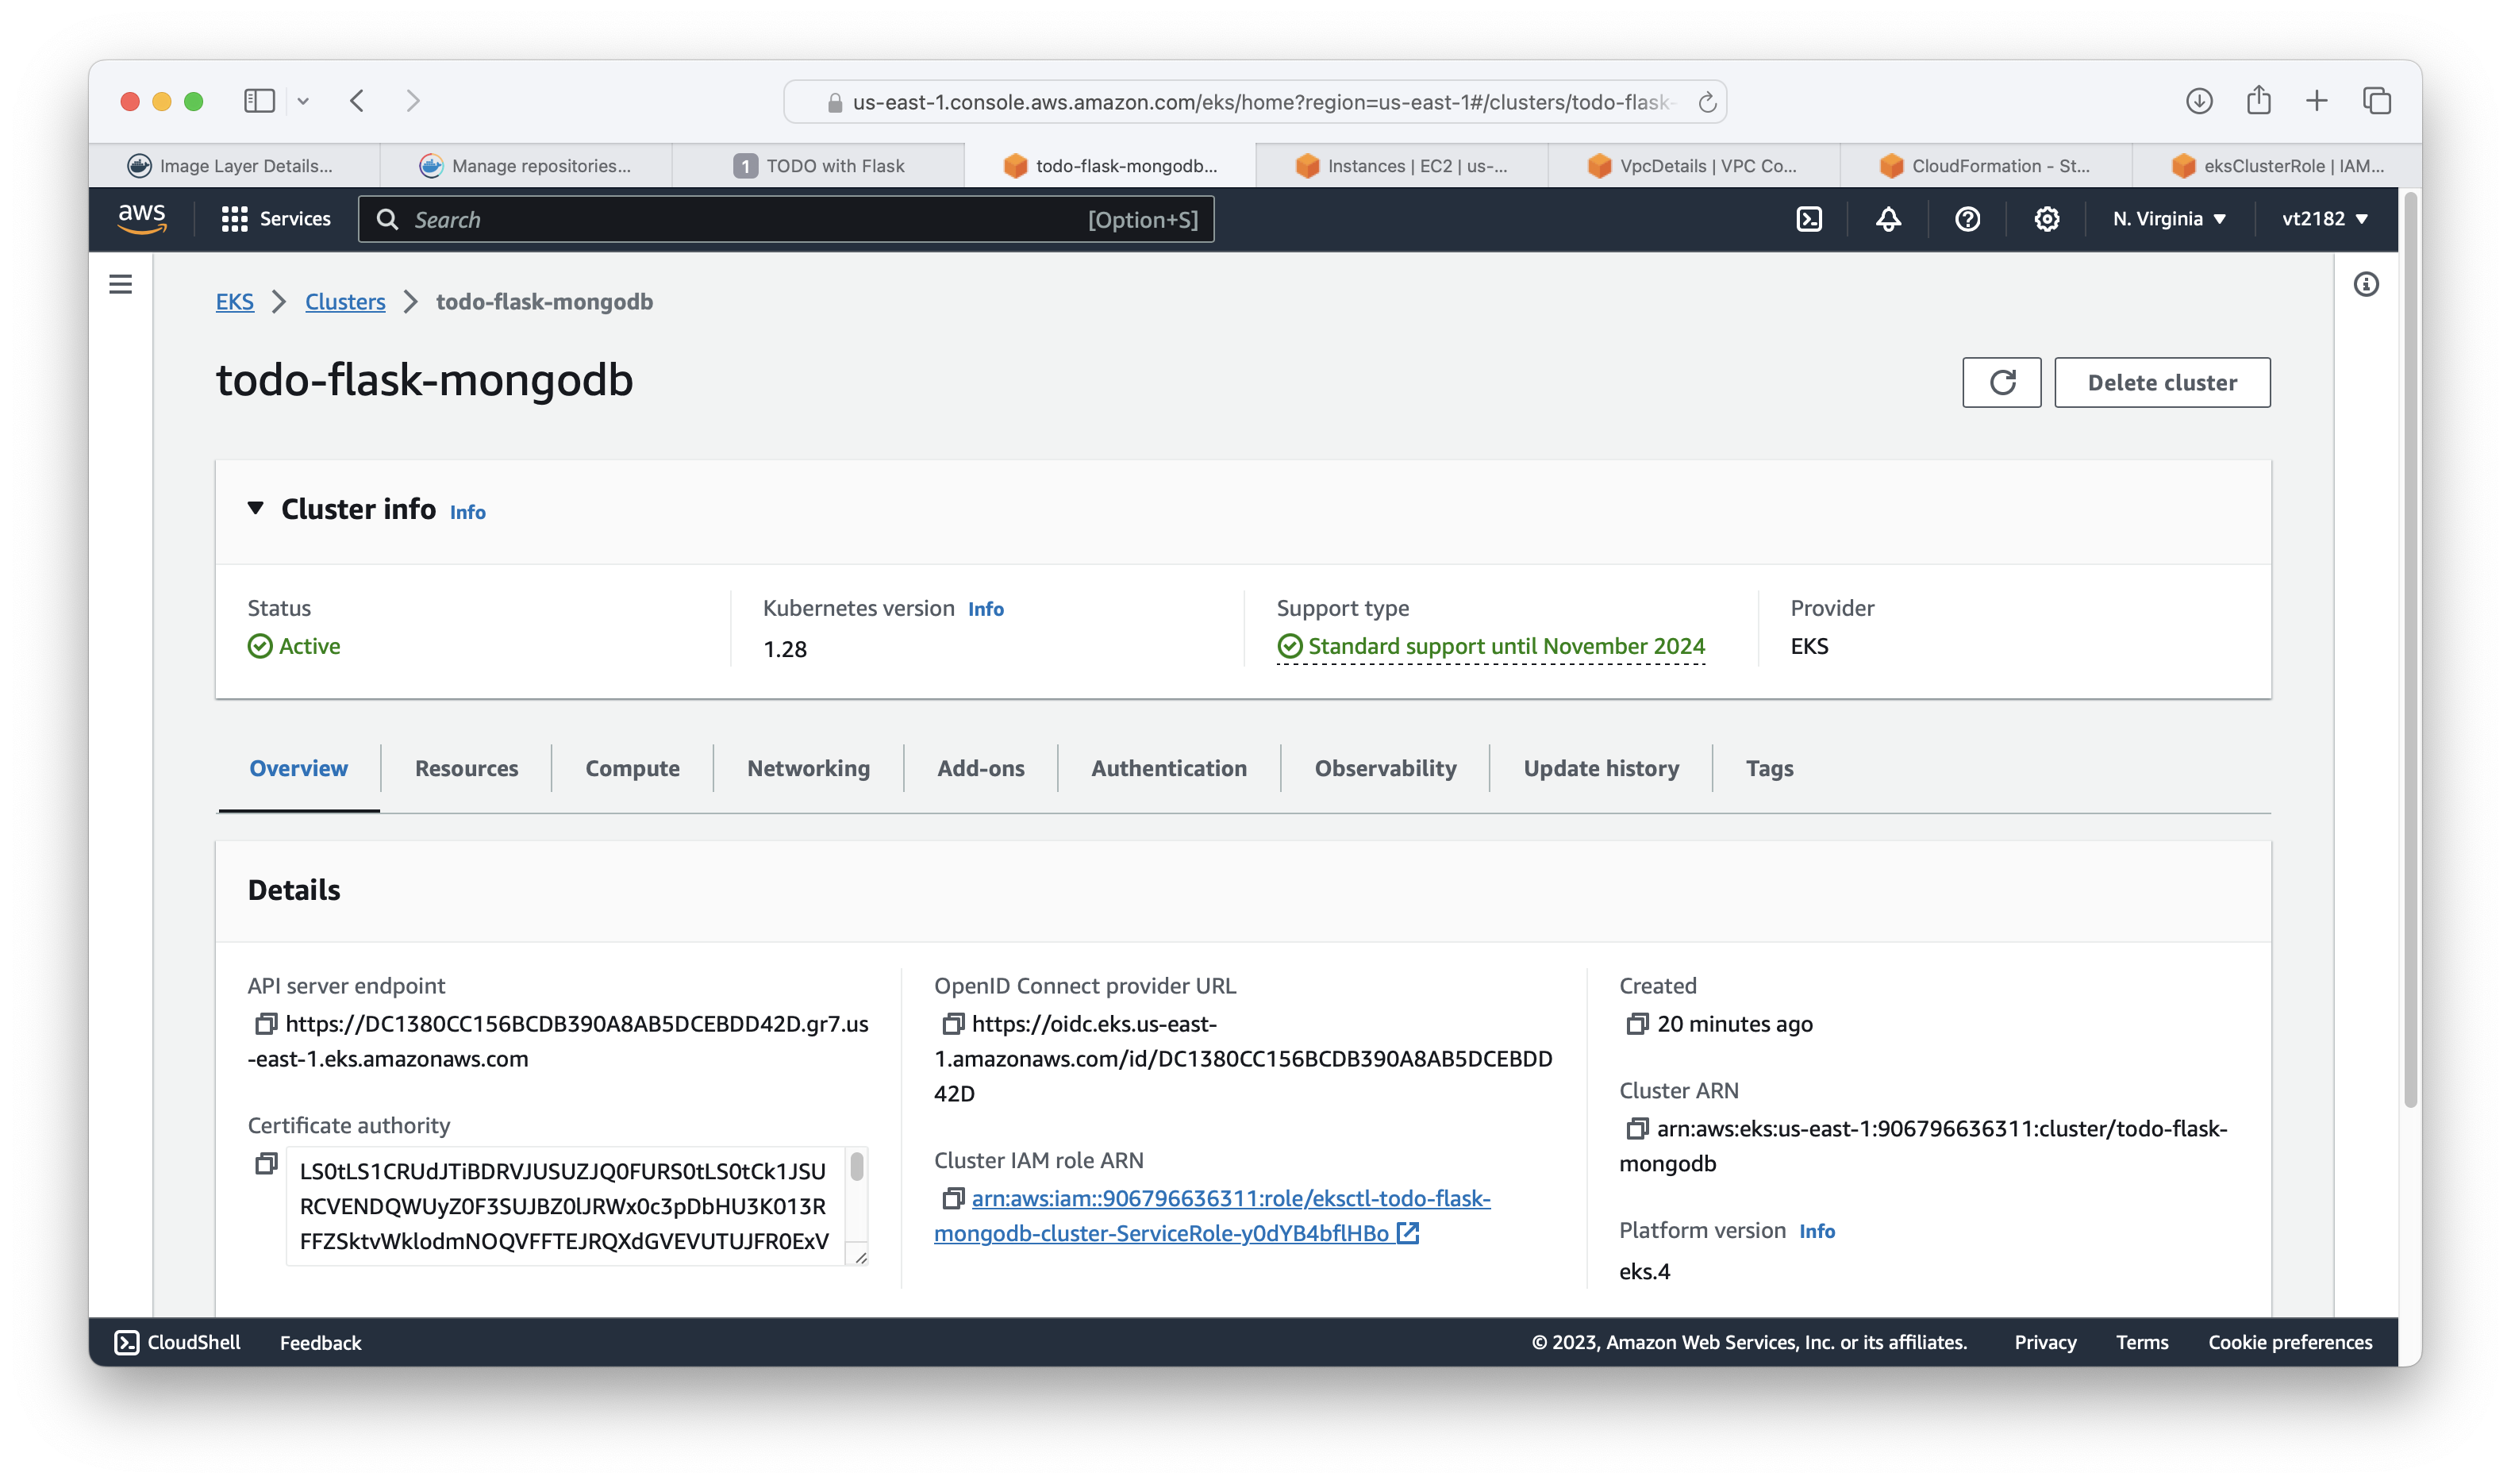 us-east-1.console.aws.amazon.com/eks/home?region=us-east-1#/clusters/todo-flask-
Image Layer Details...
Manage repositories...
1 TODO with Flask
todo-flask-mongodb...
Instances | EC2 | us-...
VpcDetails | VPC Co...
CloudFormation - St...
eksClusterRole | IAM...
aws
Services
Search
[Option+S]
N. Virginia
vt2182
EKS
Clusters
todo-flask-mongodb
todo-flask-mongodb
Delete cluster
Cluster info Info
Status
Active
Kubernetes version Info
1.28
Support type
Standard support until November 2024
Provider
EKS
Overview
Resources
Compute
Networking
Add-ons
Authentication
Observability
Update history
Tags
Details
API server endpoint
https://DC1380CC156BCDB390A8AB5DCEBDD42D.gr7.us
-east-1.eks.amazonaws.com
Certificate authority
LS0tLS1CRUdJTiBDRVJUSUZJQ0FURS0tLS0tCk1JSU
RCVENDQWUyZ0F3SUJBZ0lJRWx0c3pDbHU3K013R
FFZSktvWklodmNOQVFFTEJRQXdGVEVUTUJFR0ExV
OpenID Connect provider URL
https://oidc.eks.us-east-
1.amazonaws.com/id/DC1380CC156BCDB390A8AB5DCEBDD
42D
Cluster IAM role ARN
arn:aws:iam::906796636311:role/eksctl-todo-flask-
mongodb-cluster-ServiceRole-y0dYB4bflHBo
Created
20 minutes ago
Cluster ARN
arn:aws:eks:us-east-1:906796636311:cluster/todo-flask-
mongodb
Platform version Info
eks.4
CloudShell
Feedback
© 2023, Amazon Web Services, Inc. or its affiliates.
Privacy
Terms
Cookie preferences